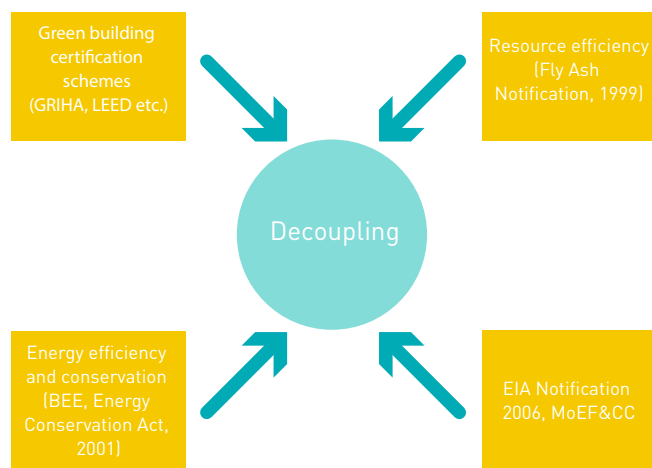 Green building
certification
schemes
(GRIHA, LEED etc.)
Resource efficiency
(Fly Ash
Notification, 1999)
Decoupling
Energy efficiency
and conservation
(BEE, Energy
Conservation Act,
2001)
EIA Notification
2006, MoEF&CC